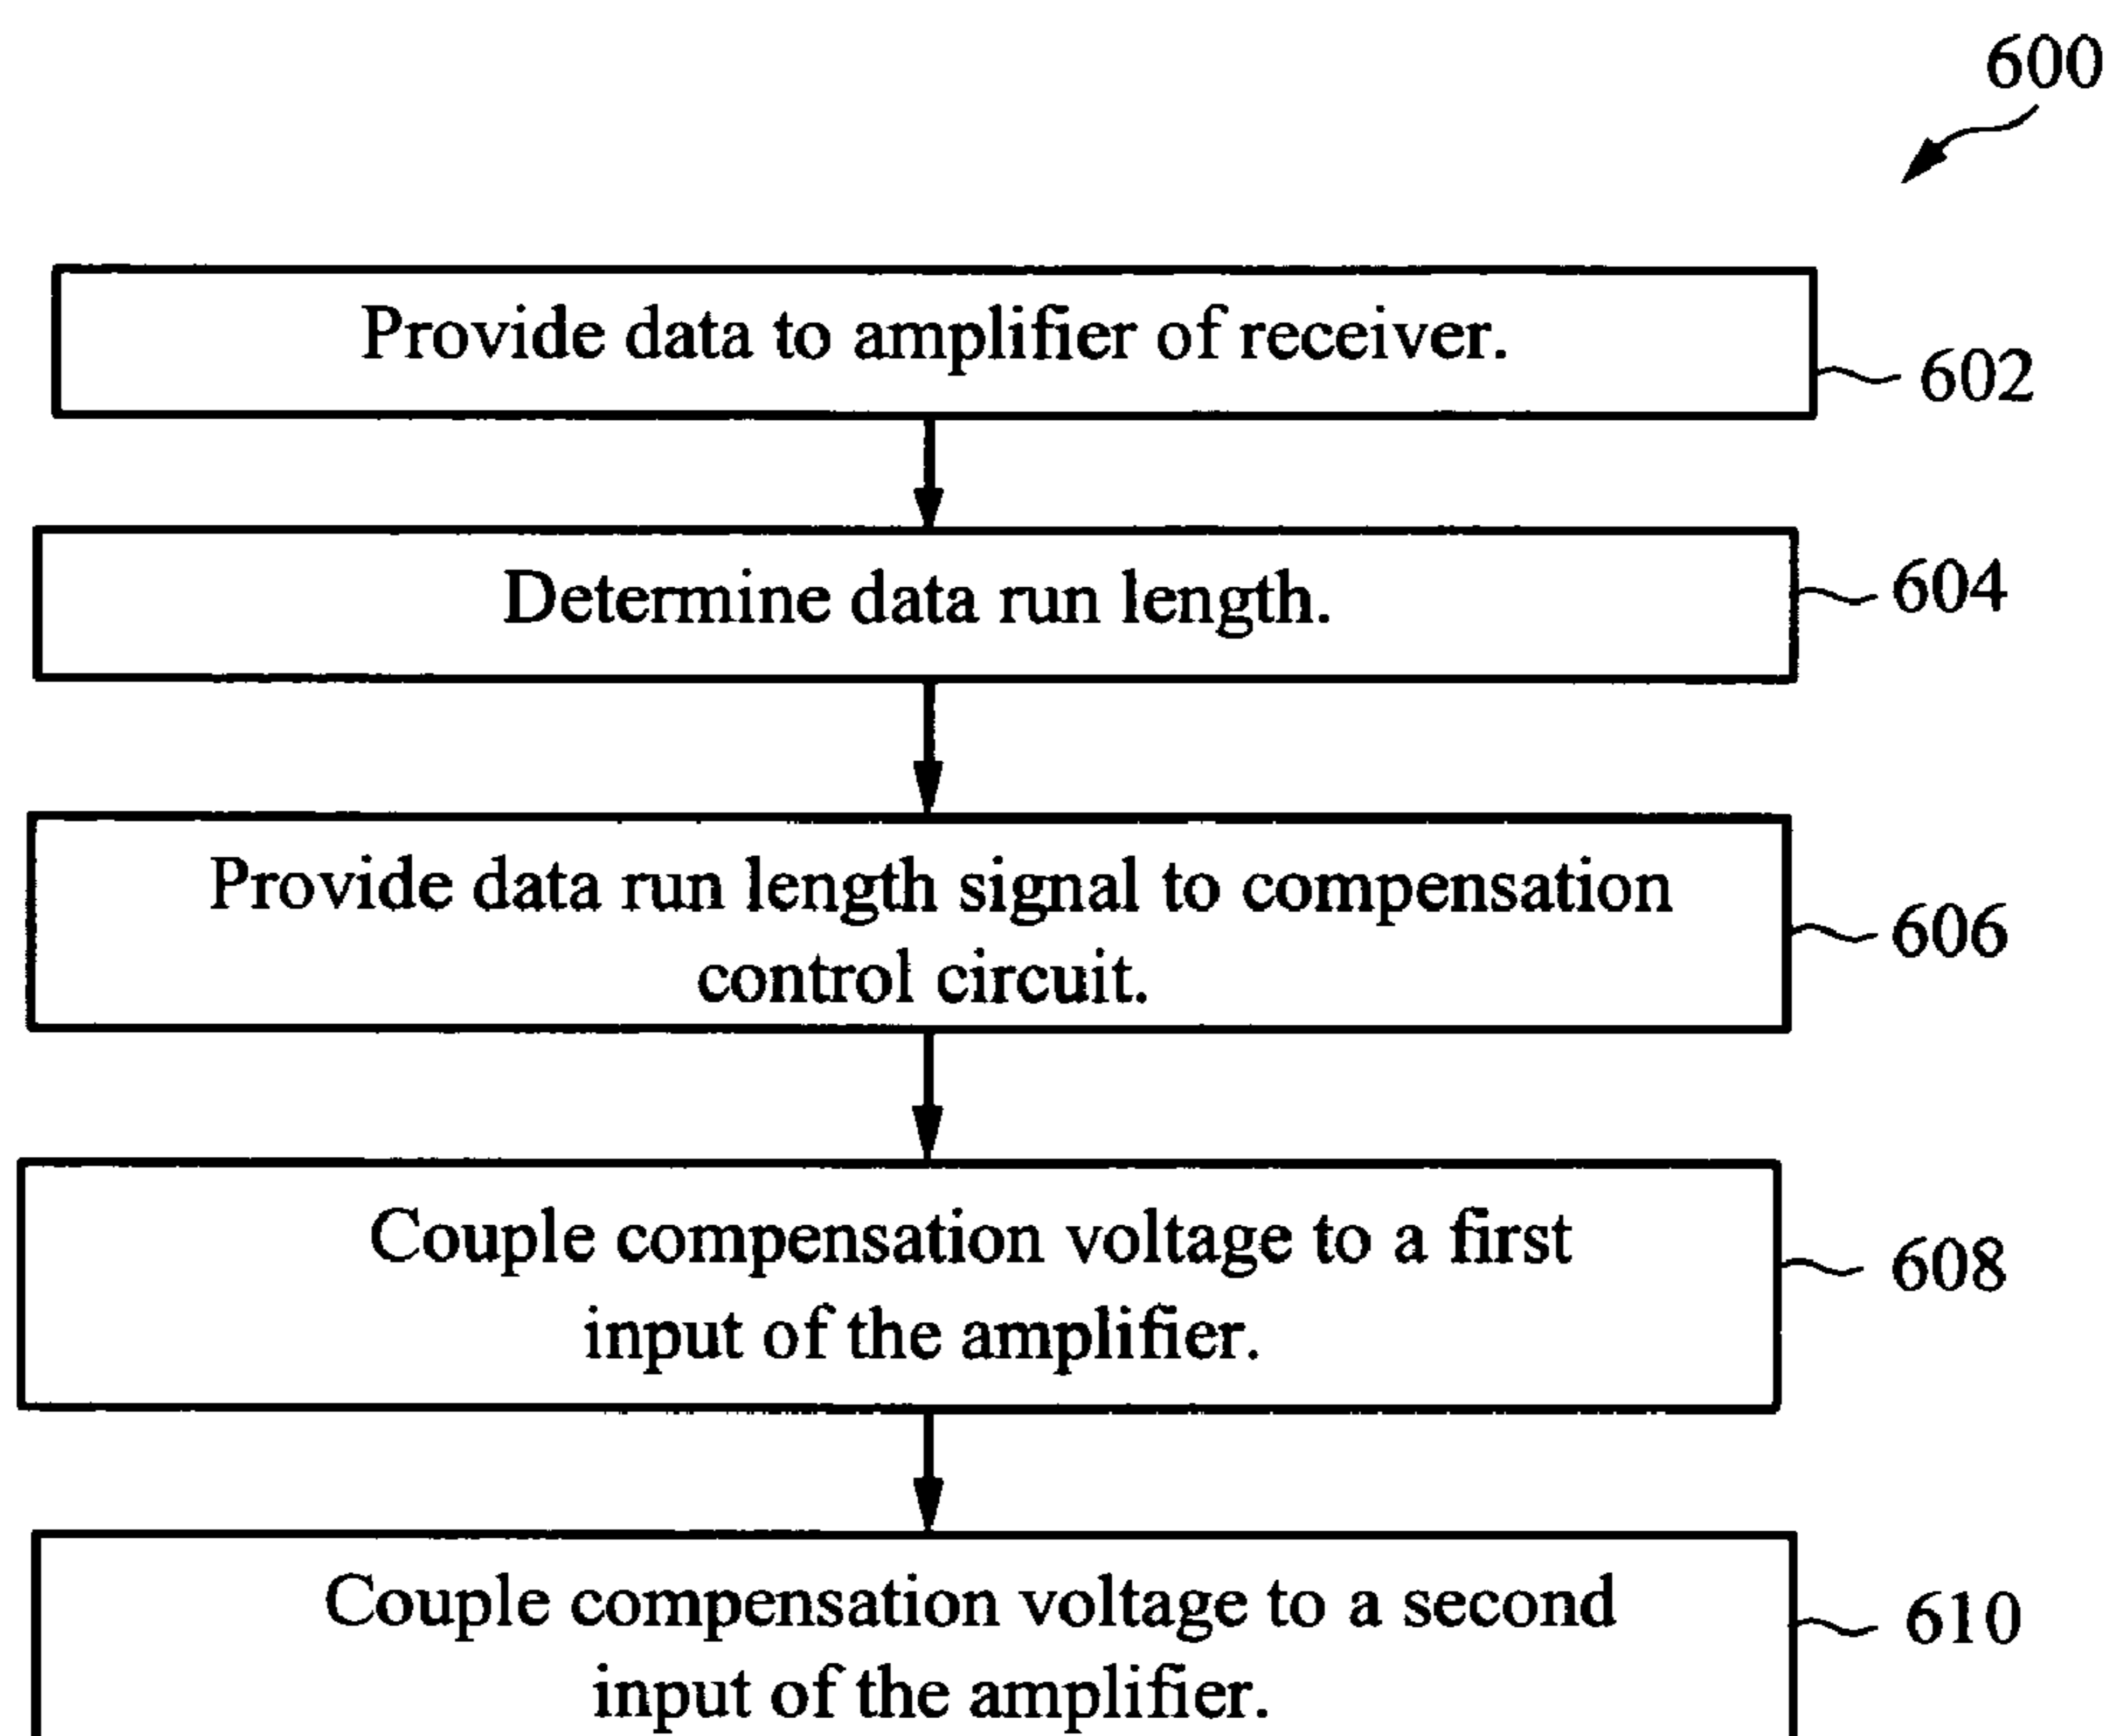 600
Provide data to amplifier of receiver.
602
Determine data run length.
604
Provide data run length signal to compensation
control circuit.
606
Couple compensation voltage to a first
input of the amplifier.
608
Couple compensation voltage to a second
input of the amplifier.
610